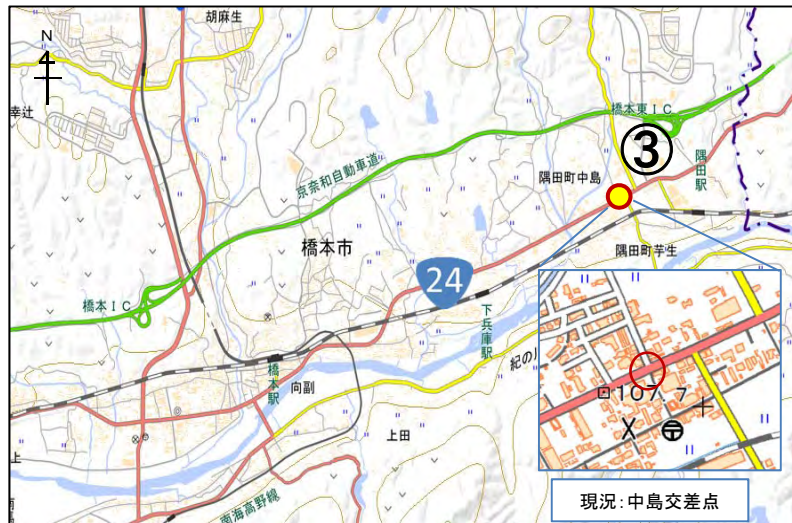 胡麻生
N
4
幸辻
橋本東IC
③
隅田駅
隅田町中島
京奈和自動車道
橋本市
隅田町芋生
24
橋本IC
下兵庫駅
紀の
橋本駅
向副
107.7
上田
上
現況:中島交差点
南海高野線